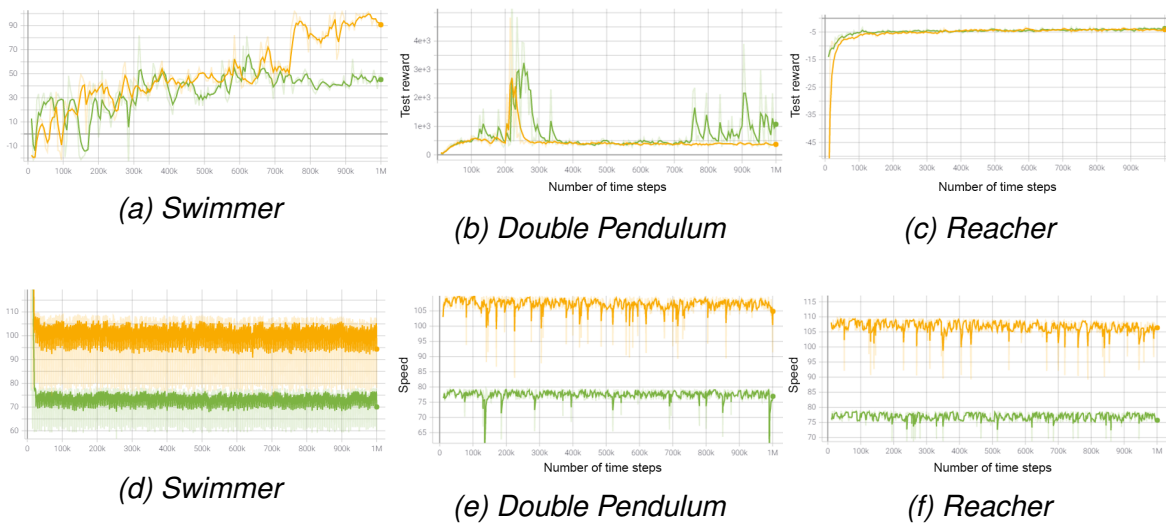 90
70
50
30
10
-10
0 100k 200k 300k 400k 500k 600k 700k 800k 900k 1M
(a) Swimmer
Test reward
4e+3
3e+3
2e+3
1e+3
0
100k 200k 300k 400k 500k 600k 700k 800k 900k 1M
Number of time steps
(b) Double Pendulum
Test reward
-5
-15
-25
-35
-45
0 100k 200k 300k 400k 500k 600k 700k 800k 900k
Number of time steps
(c) Reacher
110
100
90
80
70
60
0 100k 200k 300k 400k 500k 600k 700k 800k 900k 1M
(d) Swimmer
Speed
105
100
95
90
85
80
75
70
65
0 100k 200k 300k 400k 500k 600k 700k 800k 900k 1M
Number of time steps
(e) Double Pendulum
Speed
115
110
105
100
95
90
85
80
75
70
0 100k 200k 300k 400k 500k 600k 700k 800k 900k 1M
Number of time steps
(f) Reacher